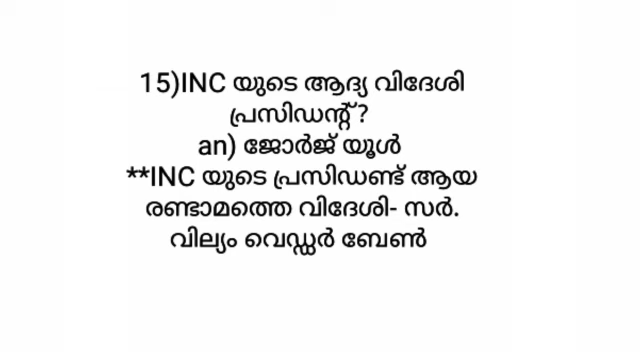 15)INC യുടെ ആദ്യ വിദേശി
പ്രസിഡന്റ്?
an) ജോർജ് യൂൾ
**INC യുടെ പ്രസിഡണ്ട് ആയ
രണ്ടാമത്തെ വിദേശി- സർ.
വില്യം വെഡ്ഡർ ബേൺ